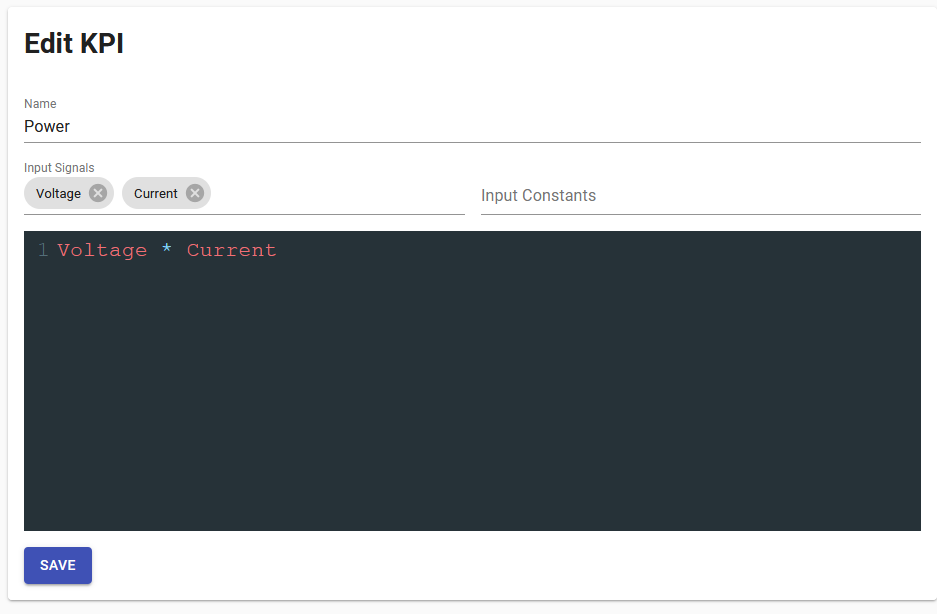 Edit KPI
Name
Power
Input Signals
Voltage Current
Input Constants
1 Voltage * Current
SAVE